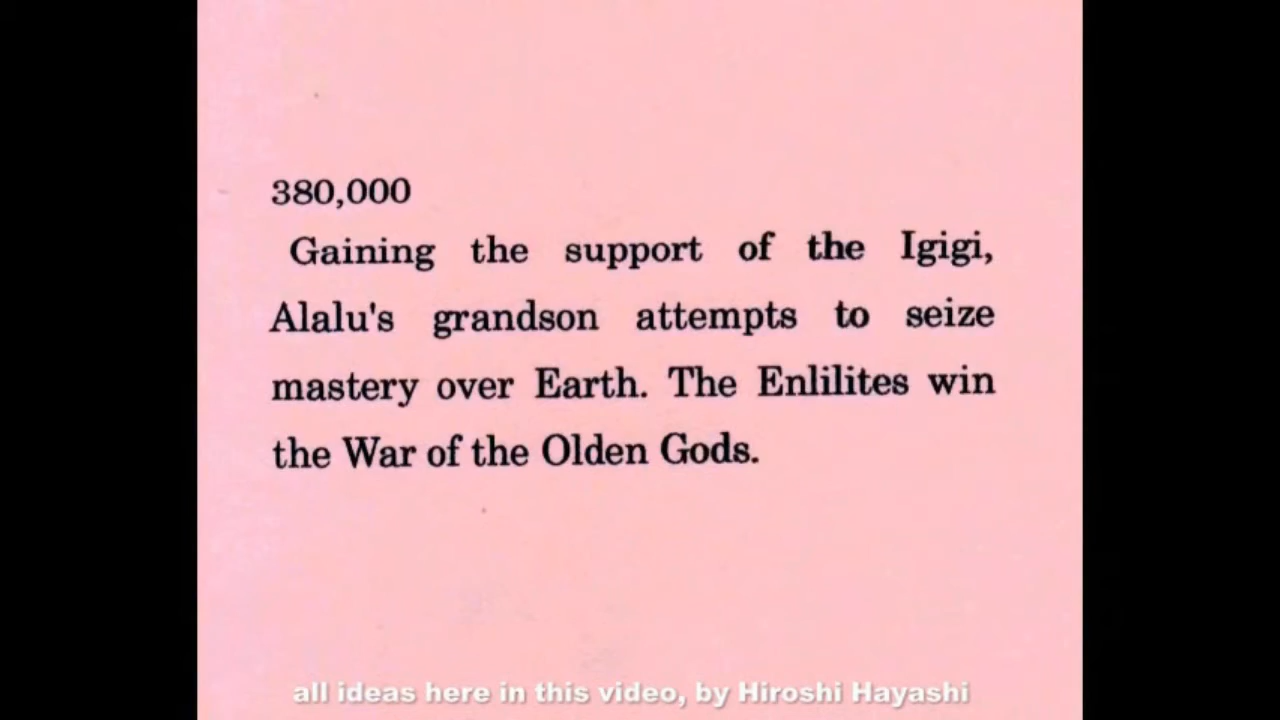 380,000
Gaining the support of the Igigi,
Alalu's grandson attempts to seize
mastery over Earth. The Enlilites win
the War of the Olden Gods.
all ideas here in this video, by Hiroshi Hayashi